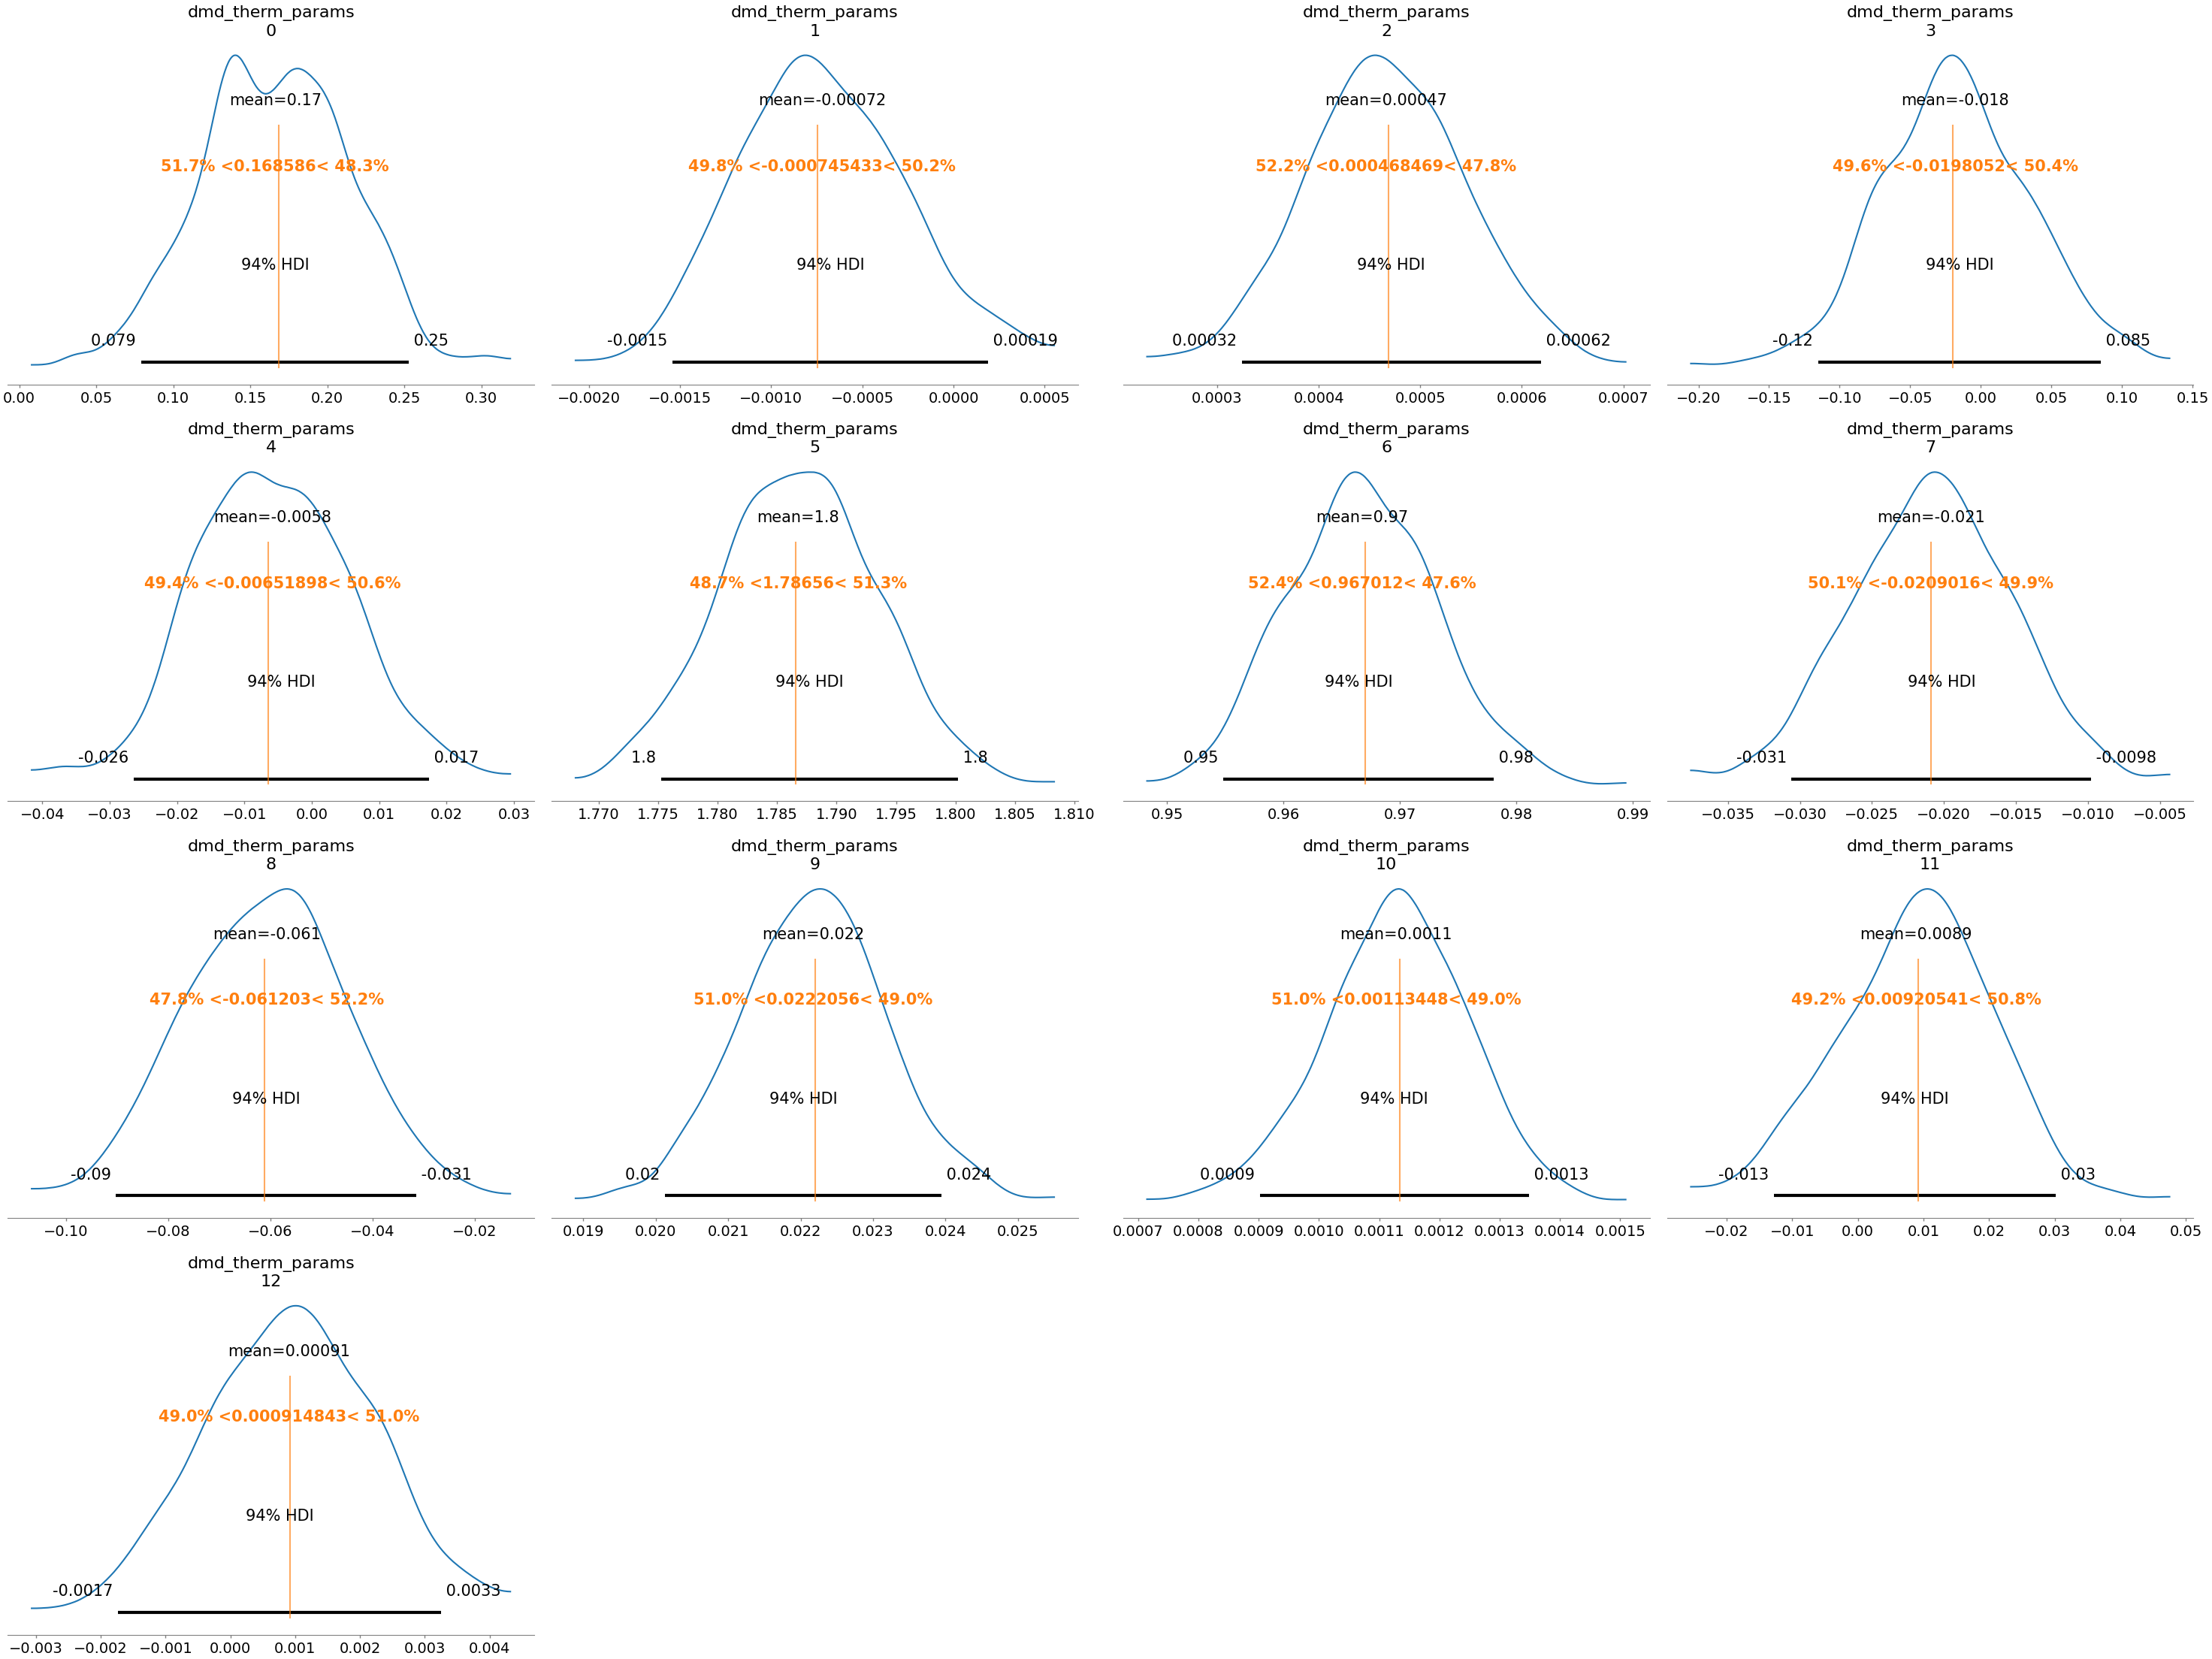 dmd_therm_params
0
mean=0.17
51.7% <0.168586< 48.3%
94% HDI
0.079 0.25
0.00 0.05 0.10 0.15 0.20 0.25 0.30
dmd_therm_params
1
mean=-0.00072
49.8% <-0.000745433< 50.2%
94% HDI
-0.0015 0.00019
−0.0020 −0.0015 −0.0010 −0.0005 0.0000 0.0005
dmd_therm_params
2
mean=0.00047
52.2% <0.000468469< 47.8%
94% HDI
0.00032 0.00062
0.0003 0.0004 0.0005 0.0006 0.0007
dmd_therm_params
3
mean=-0.018
49.6% <-0.0198052< 50.4%
94% HDI
-0.12 0.085
−0.20 −0.15 −0.10 −0.05 0.00 0.05 0.10 0.15
dmd_therm_params
4
mean=-0.0058
49.4% <-0.00651898< 50.6%
94% HDI
-0.026 0.017
−0.04 −0.03 −0.02 −0.01 0.00 0.01 0.02 0.03
dmd_therm_params
5
mean=1.8
48.7% <1.78656< 51.3%
94% HDI
1.8 1.8
1.770 1.775 1.780 1.785 1.790 1.795 1.800 1.805 1.810
dmd_therm_params
6
mean=0.97
52.4% <0.967012< 47.6%
94% HDI
0.95 0.98
0.95 0.96 0.97 0.98 0.99
dmd_therm_params
7
mean=-0.021
50.1% <-0.0209016< 49.9%
94% HDI
-0.031 -0.0098
−0.035 −0.030 −0.025 −0.020 −0.015 −0.010 −0.005
dmd_therm_params
8
mean=-0.061
47.8% <-0.061203< 52.2%
94% HDI
-0.09 -0.031
−0.10 −0.08 −0.06 −0.04 −0.02
dmd_therm_params
9
mean=0.022
51.0% <0.0222056< 49.0%
94% HDI
0.02 0.024
0.019 0.020 0.021 0.022 0.023 0.024 0.025
dmd_therm_params
10
mean=0.0011
51.0% <0.00113448< 49.0%
94% HDI
0.0009 0.0013
0.0007 0.0008 0.0009 0.0010 0.0011 0.0012 0.0013 0.0014 0.0015
dmd_therm_params
11
mean=0.0089
49.2% <0.00920541< 50.8%
94% HDI
-0.013 0.03
−0.02 −0.01 0.00 0.01 0.02 0.03 0.04 0.05
dmd_therm_params
12
mean=0.00091
49.0% <0.000914843< 51.0%
94% HDI
-0.0017 0.0033
−0.003 −0.002 −0.001 0.000 0.001 0.002 0.003 0.004